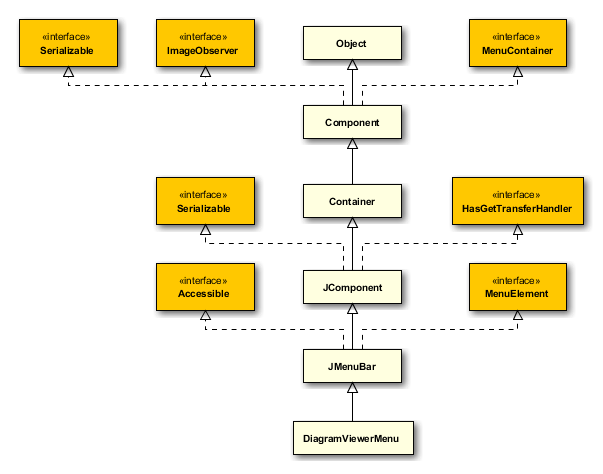 «interface»
Serializable
«interface»
ImageObserver
Object
«interface»
MenuContainer
Component
«interface»
Serializable
Container
«interface»
HasGetTransferHandler
«interface»
Accessible
JComponent
«interface»
MenuElement
JMenuBar
DiagramViewerMenu